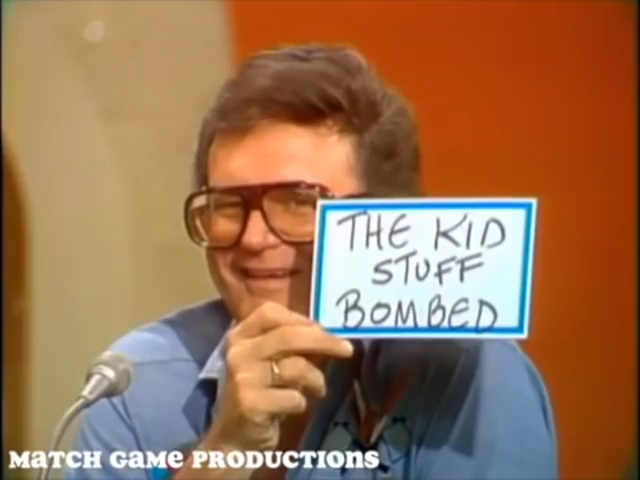 THE KID
STUFF
BOMBED
MATCH GAME PRODUCTIONS